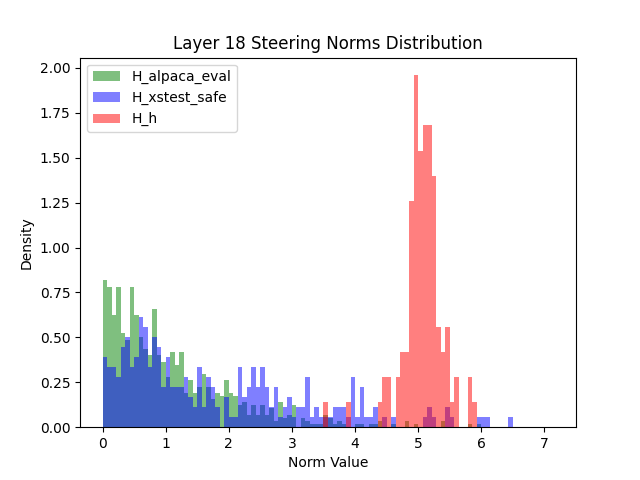 Layer 18 Steering Norms Distribution
H_alpaca_eval
H_xstest_safe
H_h
2.00
1.75
1.50
1.25
1.00
0.75
0.50
0.25
0.00
Density
0 1 2 3 4 5 6 7
Norm Value